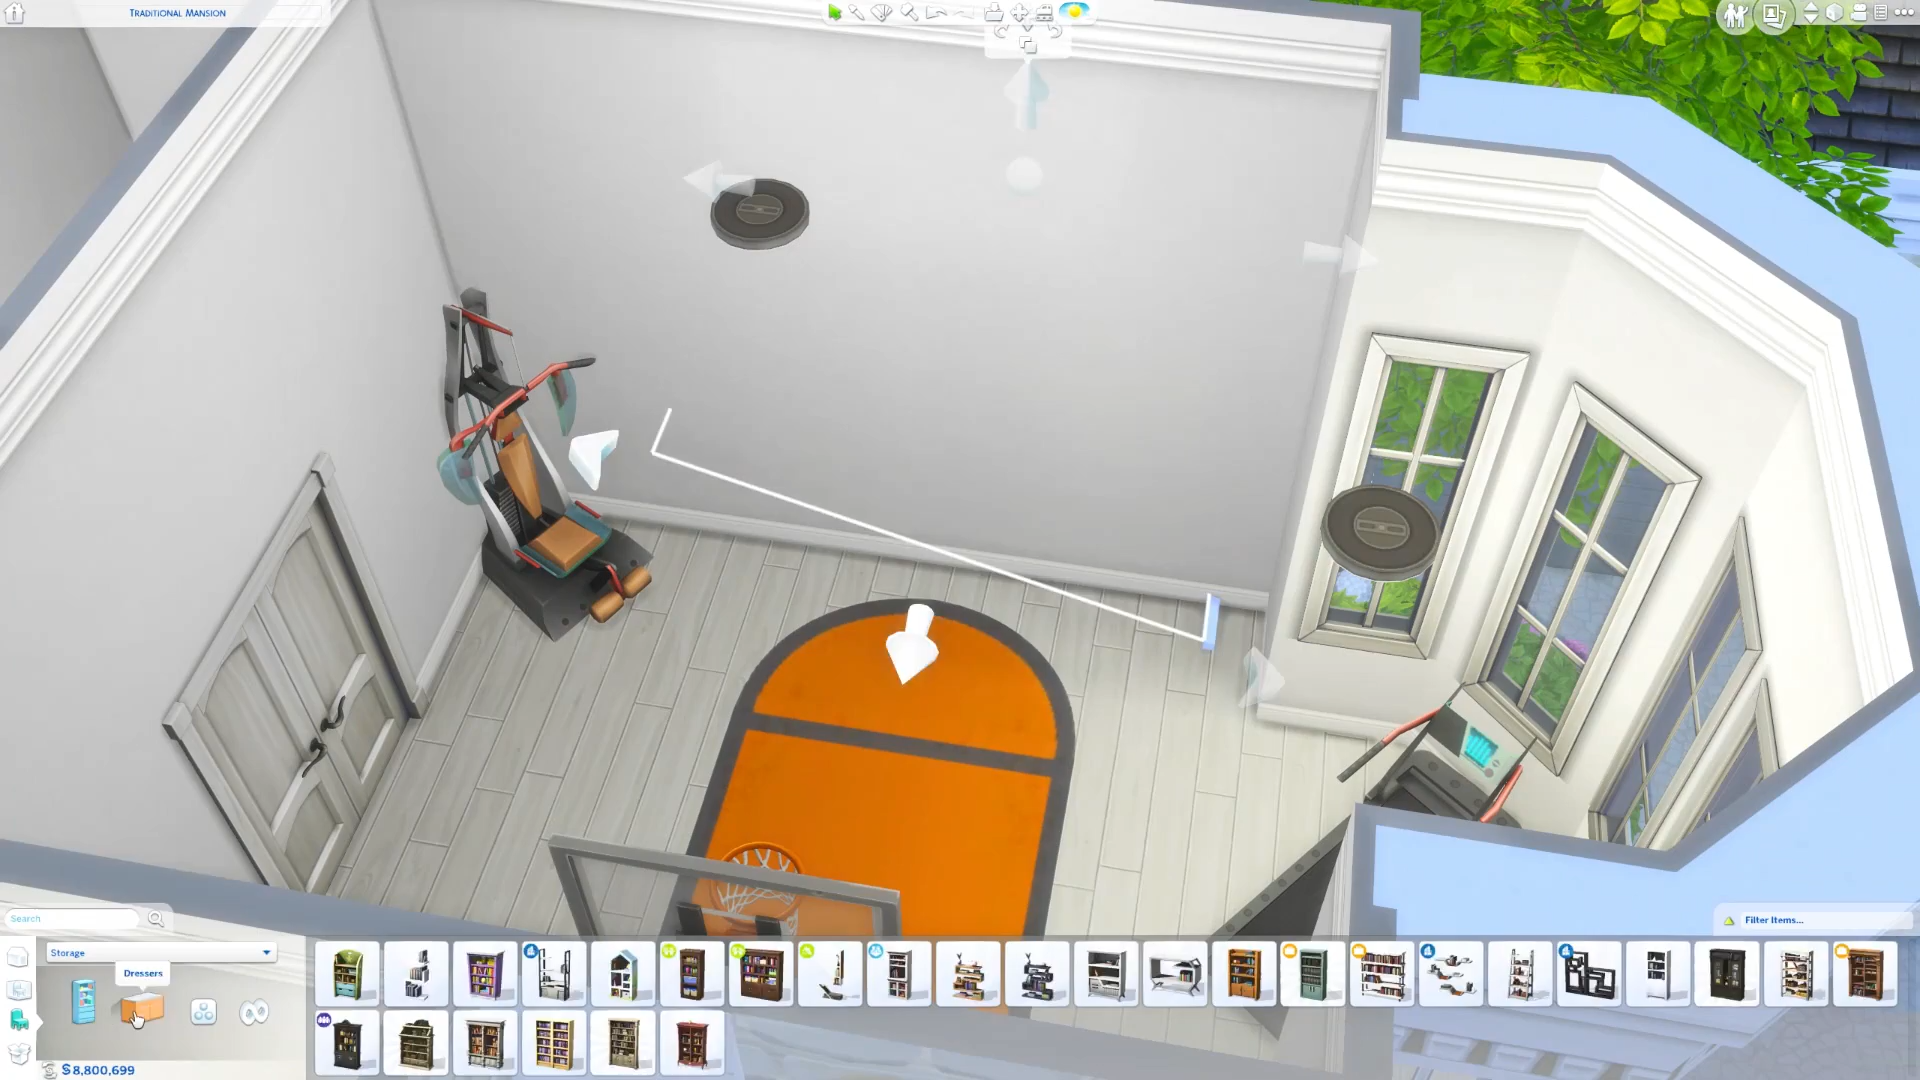 TRADITIONAL MANSION
Search
Filter Items...
Storage
Dressers
§8,800,699